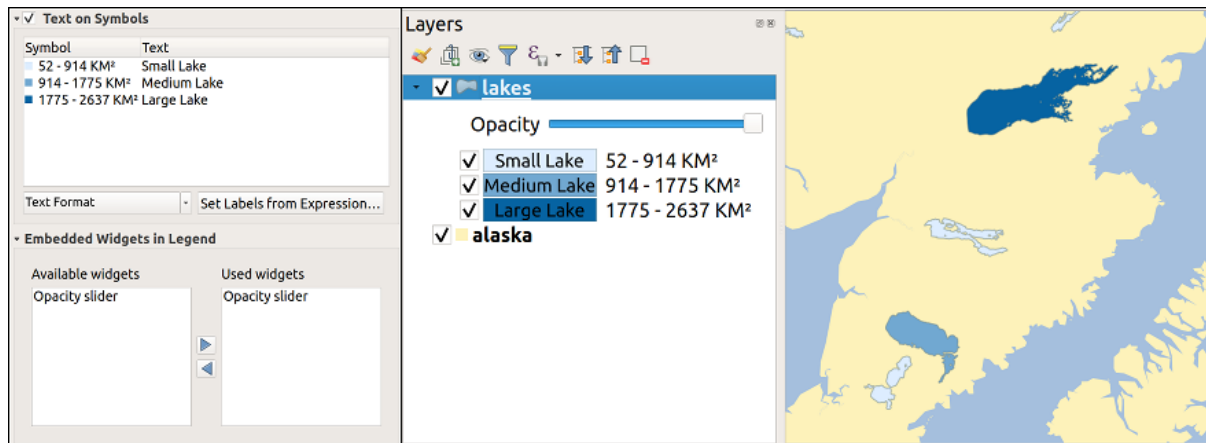 Text on Symbols
Symbol Text
52 - 914 KM² Small Lake
914 - 1775 KM² Medium Lake
1775 - 2637 KM² Large Lake
Text Format Set Labels from Expression...
Embedded Widgets in Legend
Available widgets Used widgets
Opacity slider Opacity slider
Layers
lakes
Opacity
Small Lake 52 - 914 KM²
Medium Lake 914 - 1775 KM²
Large Lake 1775 - 2637 KM²
alaska